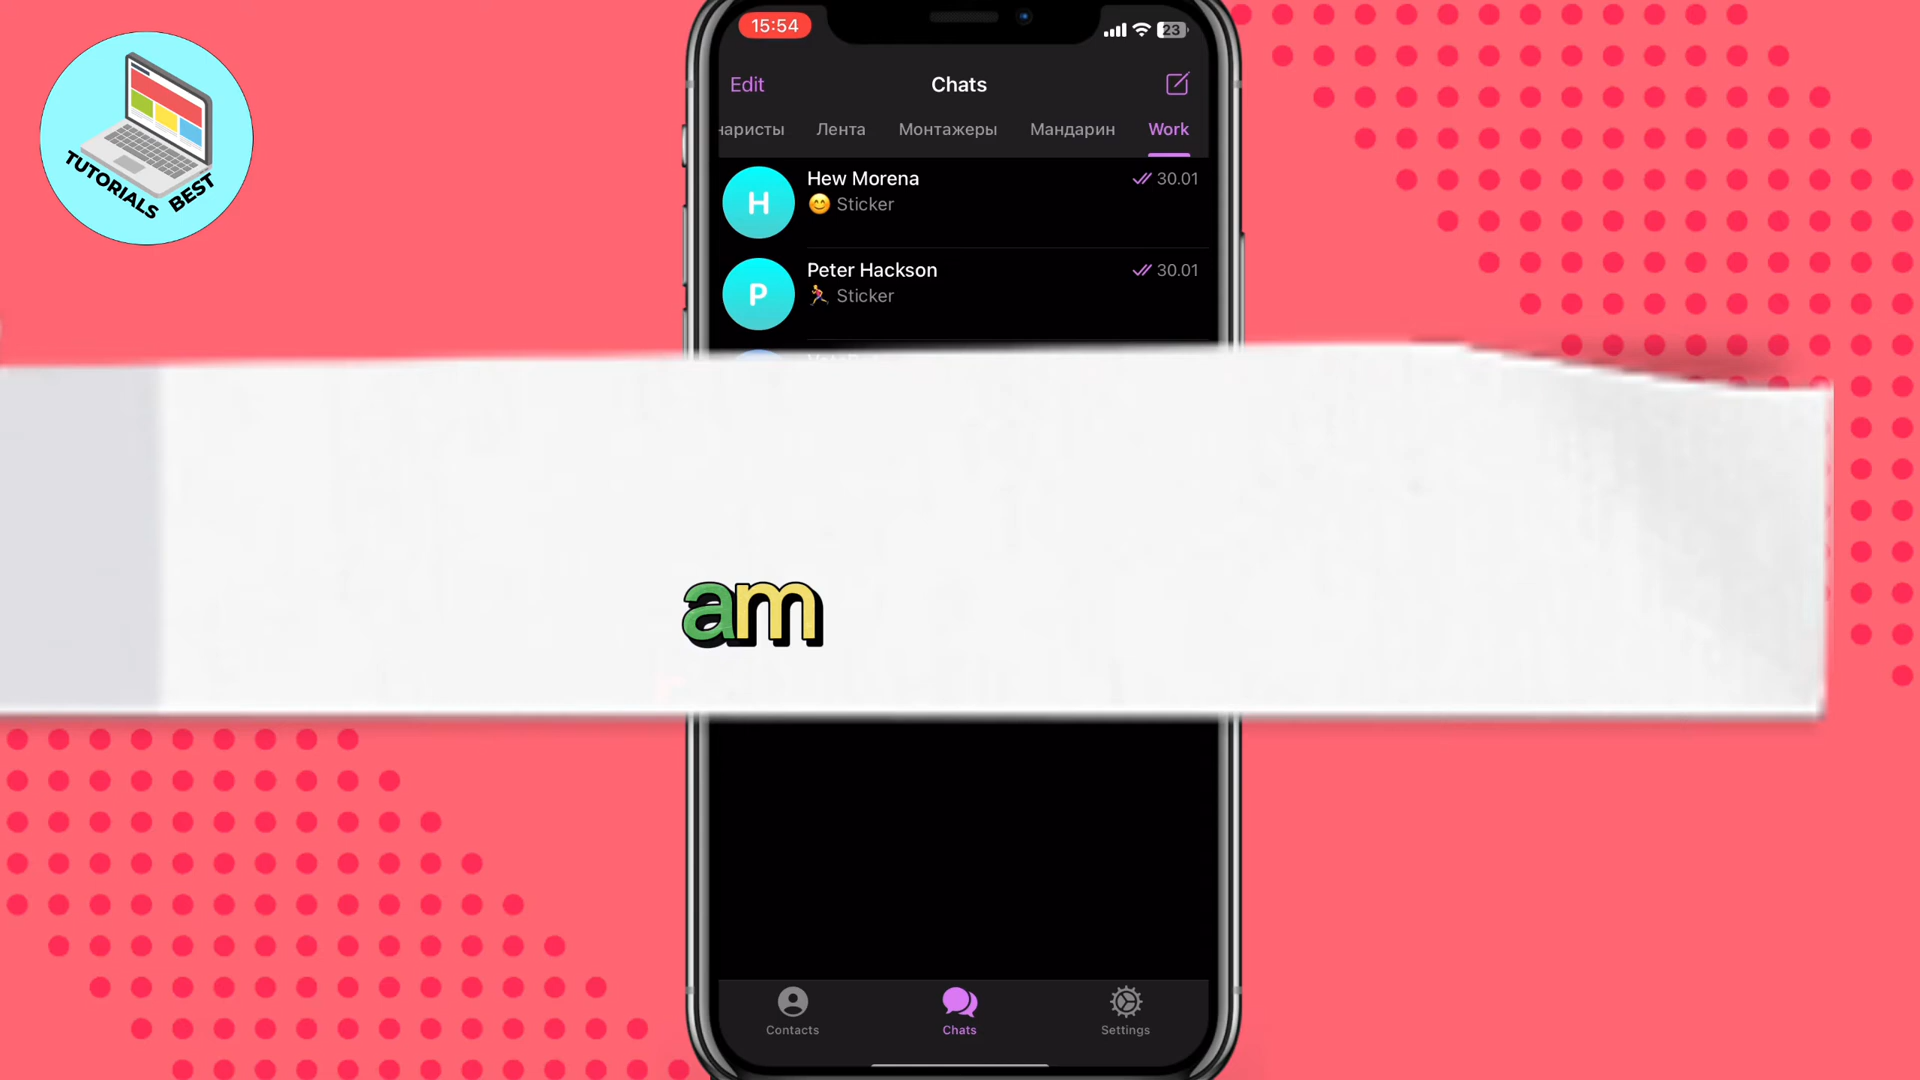 TUTORIALS BEST
15:54
23
Edit
Chats
Лента
Монтажеры
Мандарин
Work
H
Hew Morena
30.01
😊 Sticker
P
Peter Hackson
30.01
🏃 Sticker
am
Contacts
Chats
Settings